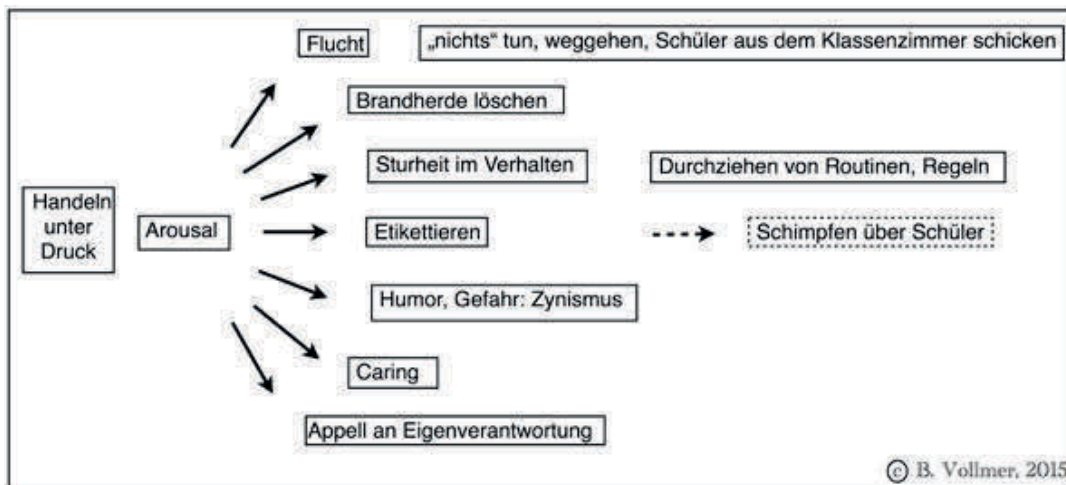 Flucht
„nichts“ tun, weggehen, Schüler aus dem Klassenzimmer schicken
Brandherde löschen
Sturheit im Verhalten
Durchziehen von Routinen, Regeln
Handeln
unter
Druck
Arousal
Etikettieren
Schimpfen über Schüler
Humor, Gefahr: Zynismus
Caring
Appell an Eigenverantwortung
© B. Vollmer, 2015